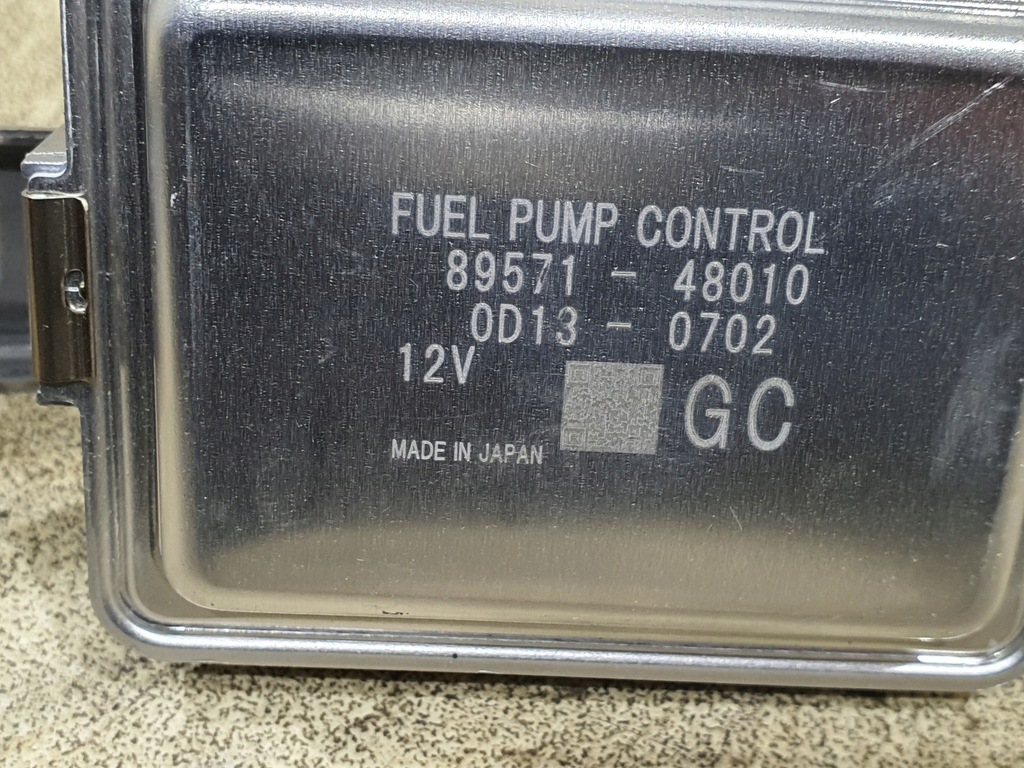 FUEL PUMP CONTROL
89571 - 48010
0D13 - 0702
12V
GC
MADE IN JAPAN